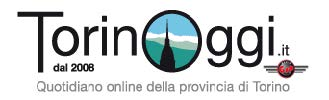 TorinOggi.it
dal 2008
Quotidiano online della provincia di Torino